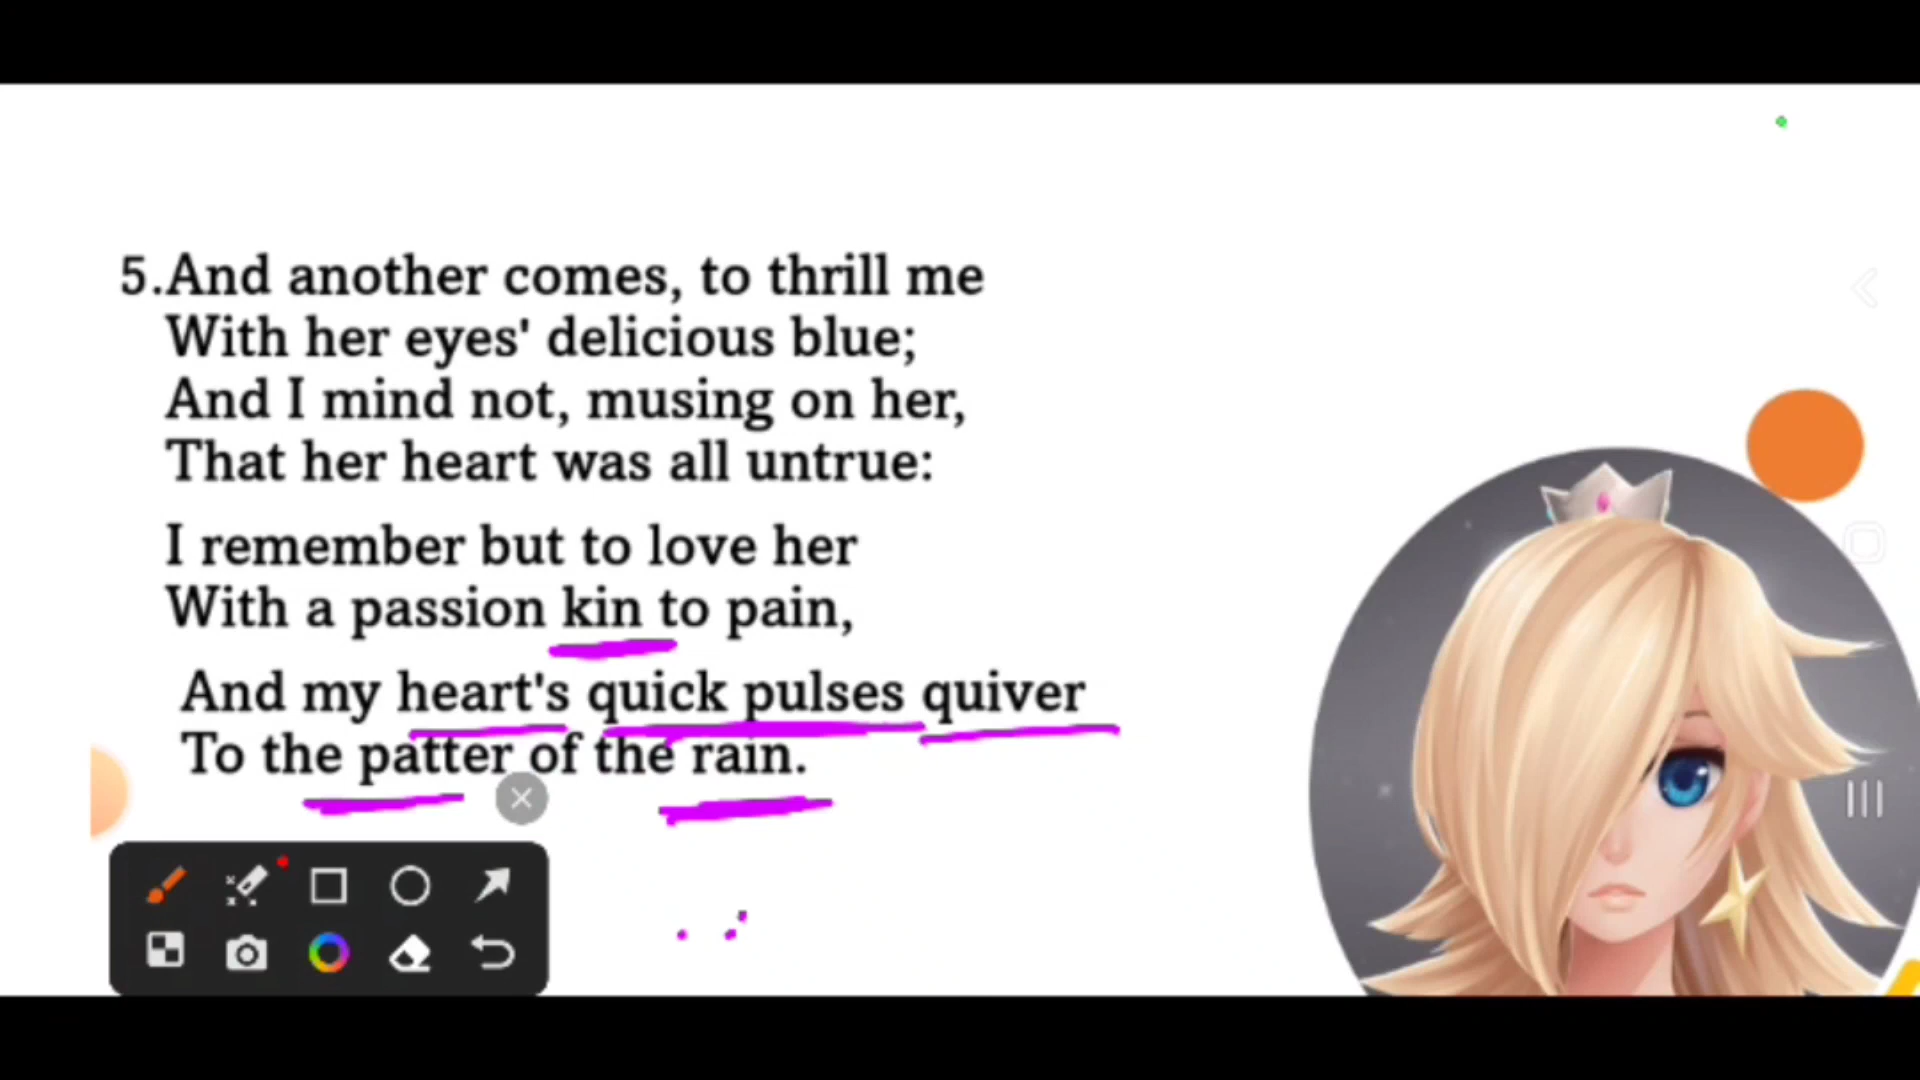 5.And another comes, to thrill me
With her eyes' delicious blue;
And I mind not, musing on her,
That her heart was all untrue:
I remember but to love her
With a passion kin to pain,
And my heart's quick pulses quiver
To the patter of the rain.